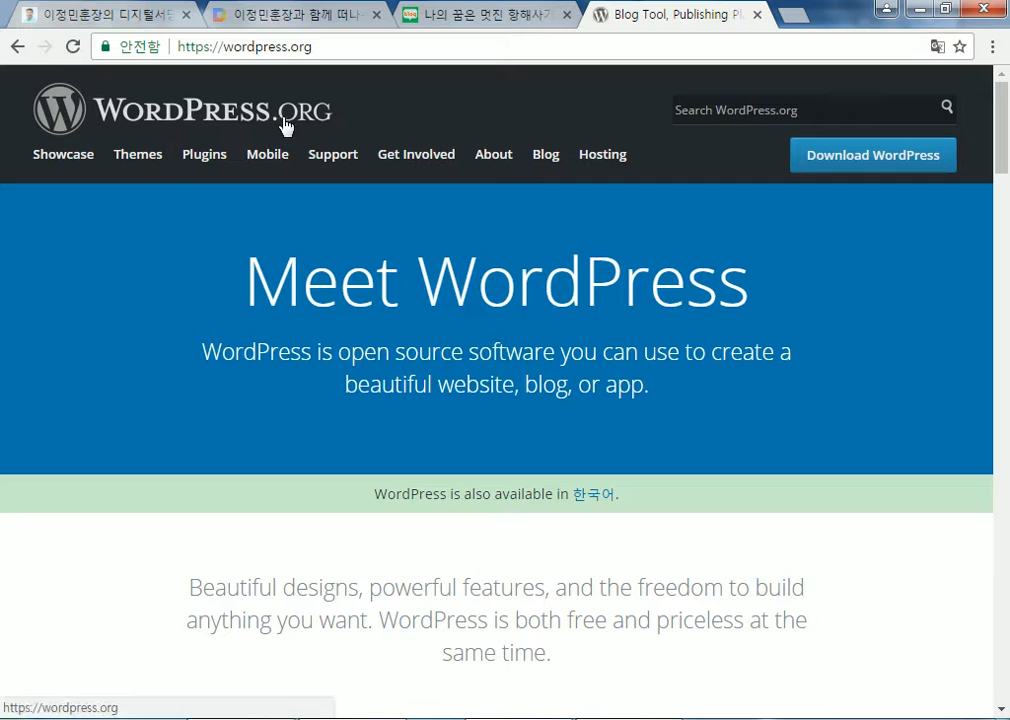 이정민훈장의 디지털서당
이정민훈장과 함께 떠나
나의 꿈은 멋진 항해사가
Blog Tool, Publishing Pl
안전함
https://wordpress.org
WORDPRESS.ORG
Search WordPress.org
Showcase Themes Plugins Mobile Support Get Involved About Blog Hosting
Download WordPress
Meet WordPress
WordPress is open source software you can use to create a
beautiful website, blog, or app.
WordPress is also available in 한국어.
Beautiful designs, powerful features, and the freedom to build
anything you want. WordPress is both free and priceless at the
same time.
https://wordpress.org